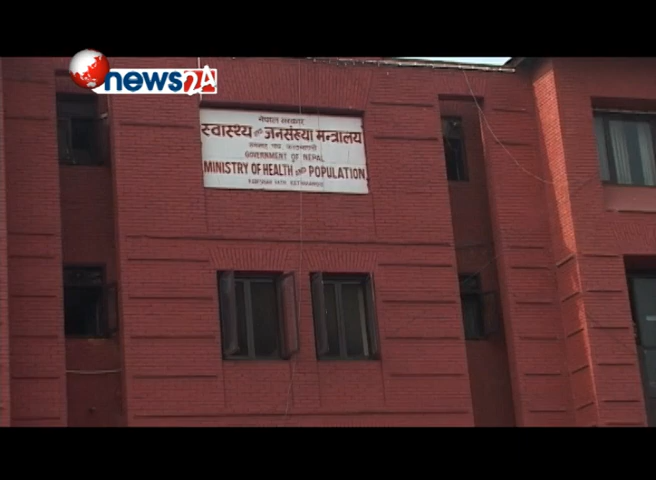 news24
नेपाल सरकार
स्वास्थ्य तथा जनसंख्या मन्त्रालय
GOVERNMENT OF NEPAL
MINISTRY OF HEALTH AND POPULATION